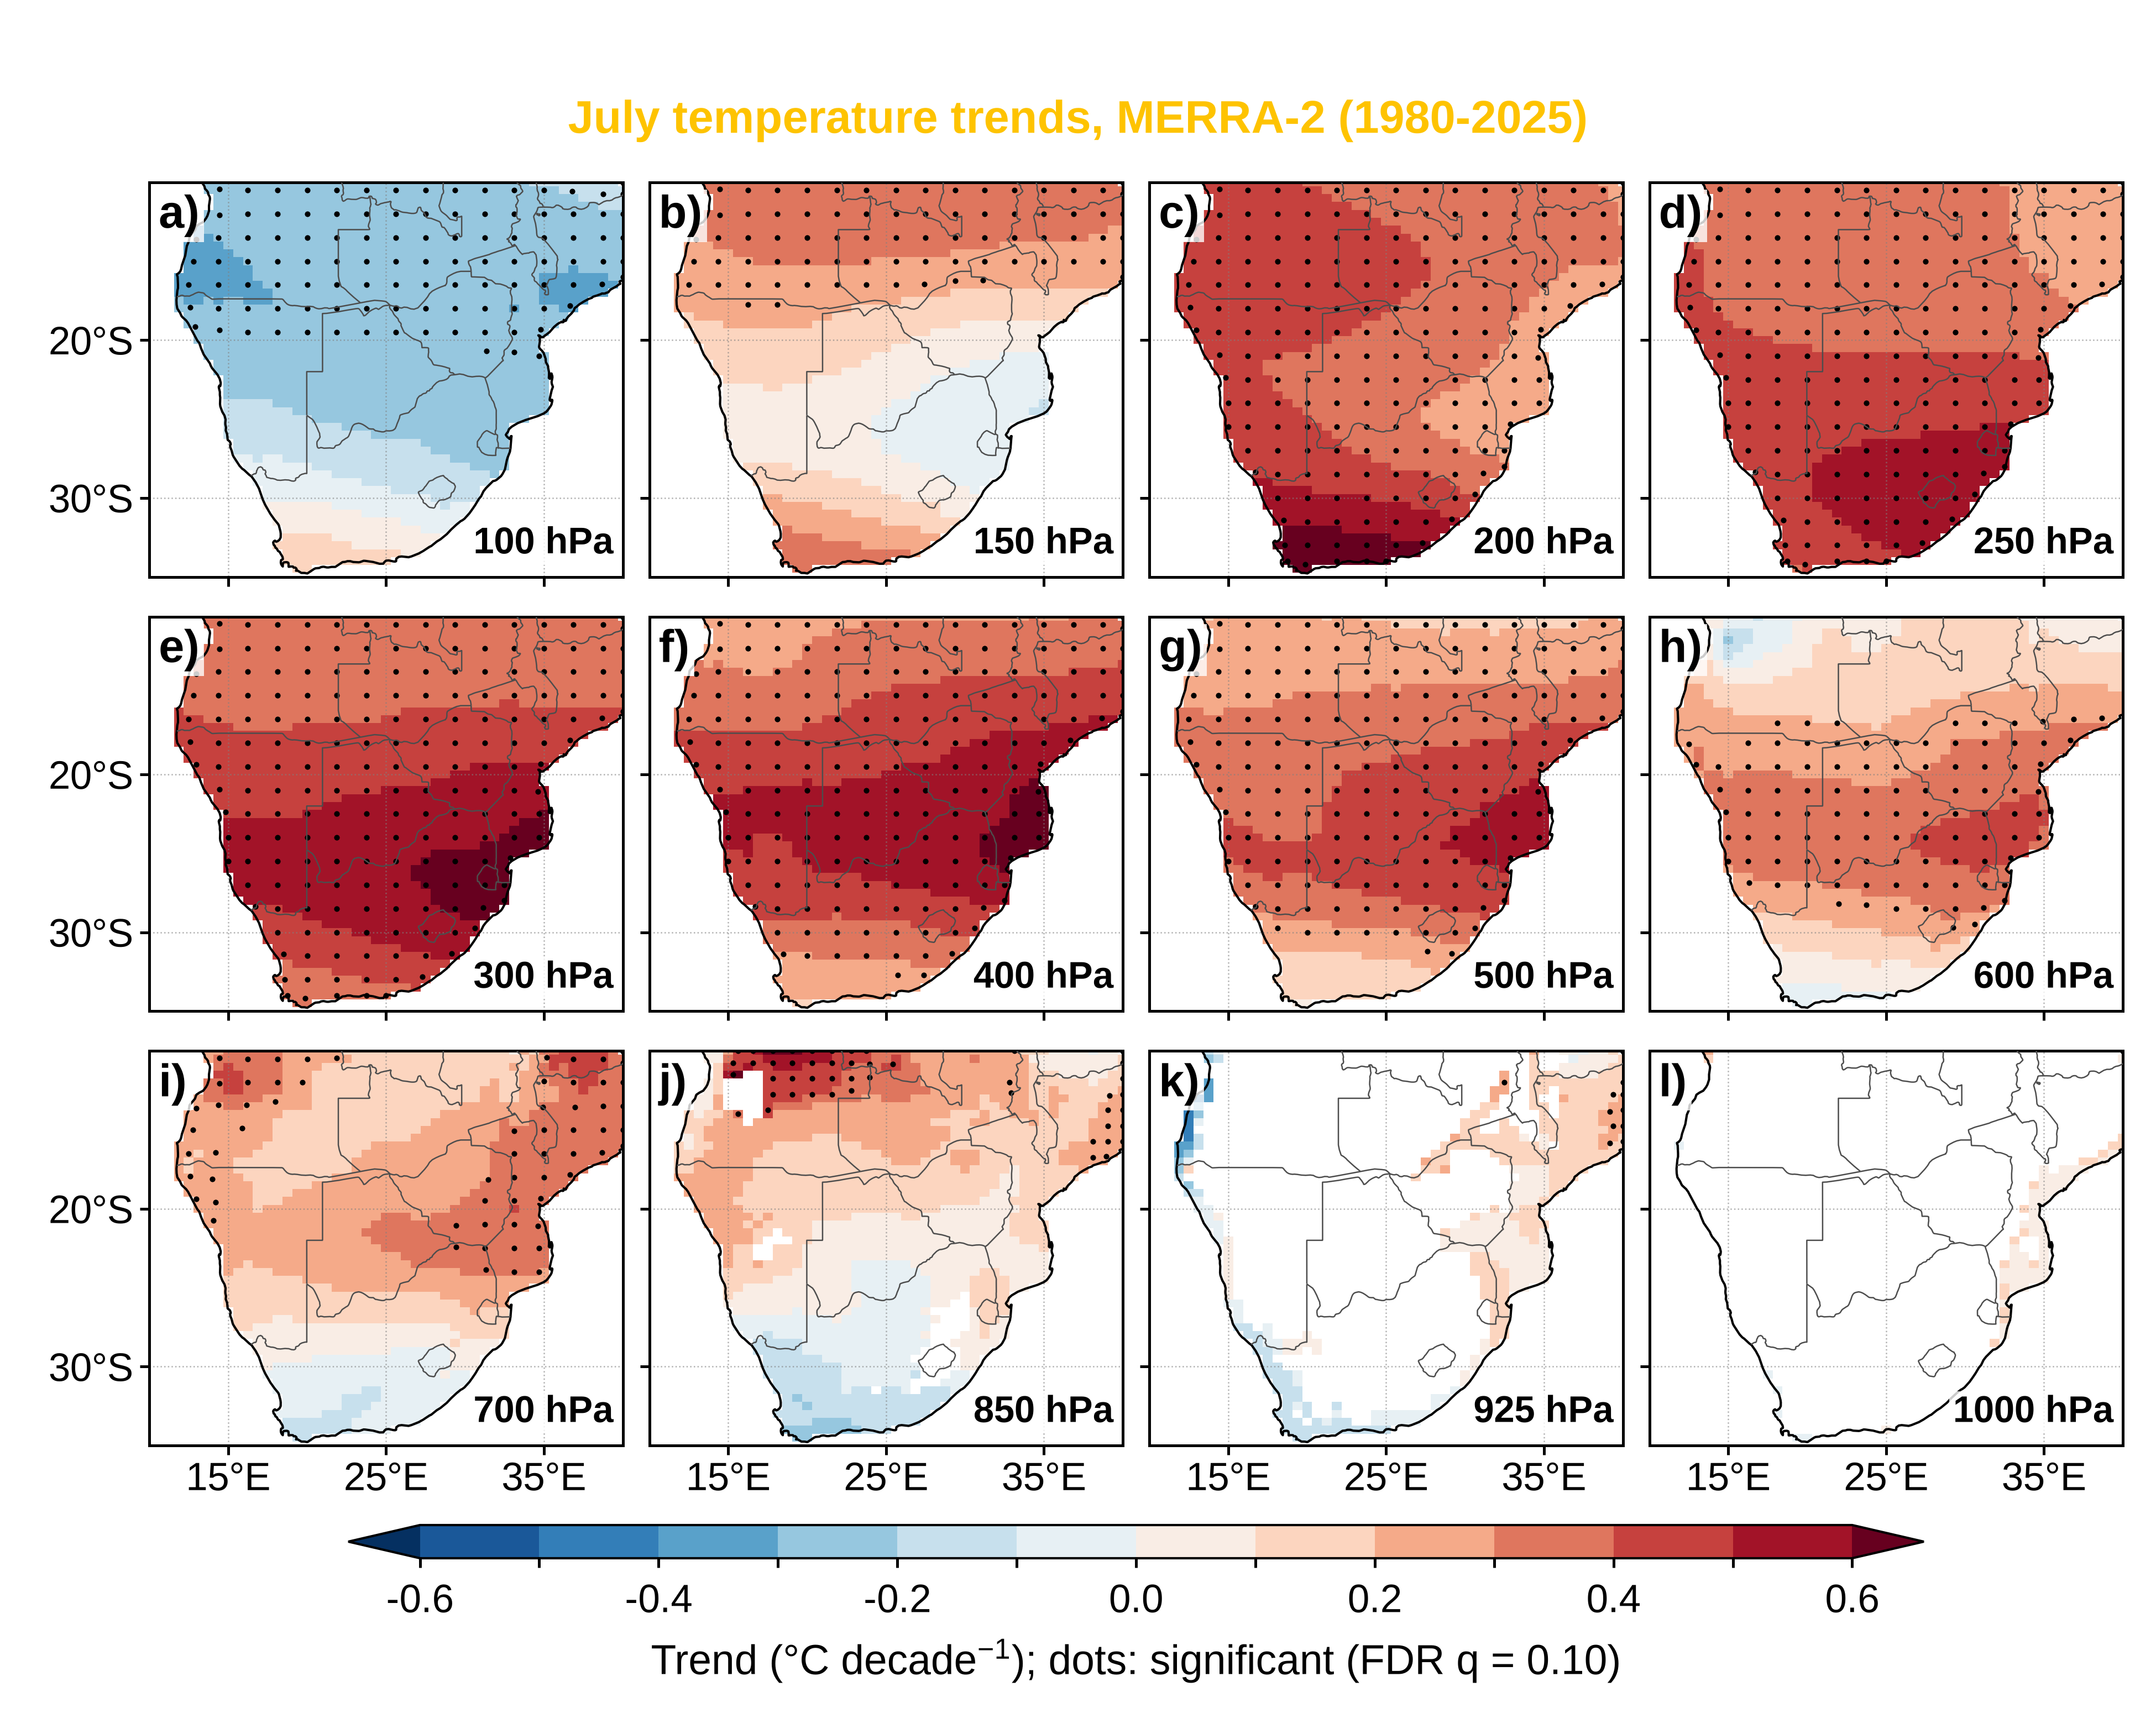 July temperature trends, MERRA-2 (1980-2025)
a) b) c) d)
20°S
30°S
100 hPa 150 hPa 200 hPa 250 hPa
e) f) g) h)
20°S
30°S
300 hPa 400 hPa 500 hPa 600 hPa
i) j) k) l)
20°S
30°S
700 hPa 850 hPa 925 hPa 1000 hPa
15°E 25°E 35°E 15°E 25°E 35°E 15°E 25°E 35°E 15°E 25°E 35°E
-0.6 -0.4 -0.2 0.0 0.2 0.4 0.6
Trend (°C decade⁻¹); dots: significant (FDR q = 0.10)